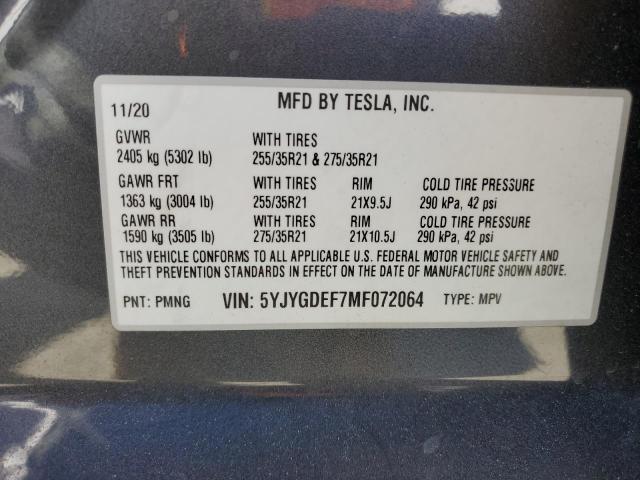 11/20 MFD BY TESLA, INC.
GVWR WITH TIRES
2405 kg (5302 lb) 255/35R21 & 275/35R21
GAWR FRT WITH TIRES RIM COLD TIRE PRESSURE
1363 kg (3004 lb) 255/35R21 21X9.5J 290 kPa, 42 psi
GAWR RR WITH TIRES RIM COLD TIRE PRESSURE
1590 kg (3505 lb) 275/35R21 21X10.5J 290 kPa, 42 psi
THIS VEHICLE CONFORMS TO ALL APPLICABLE U.S. FEDERAL MOTOR VEHICLE SAFETY AND
THEFT PREVENTION STANDARDS IN EFFECT ON THE DATE OF MANUFACTURE SHOWN ABOVE.
PNT: PMNG VIN: 5YJYGDEF7MF072064 TYPE: MPV